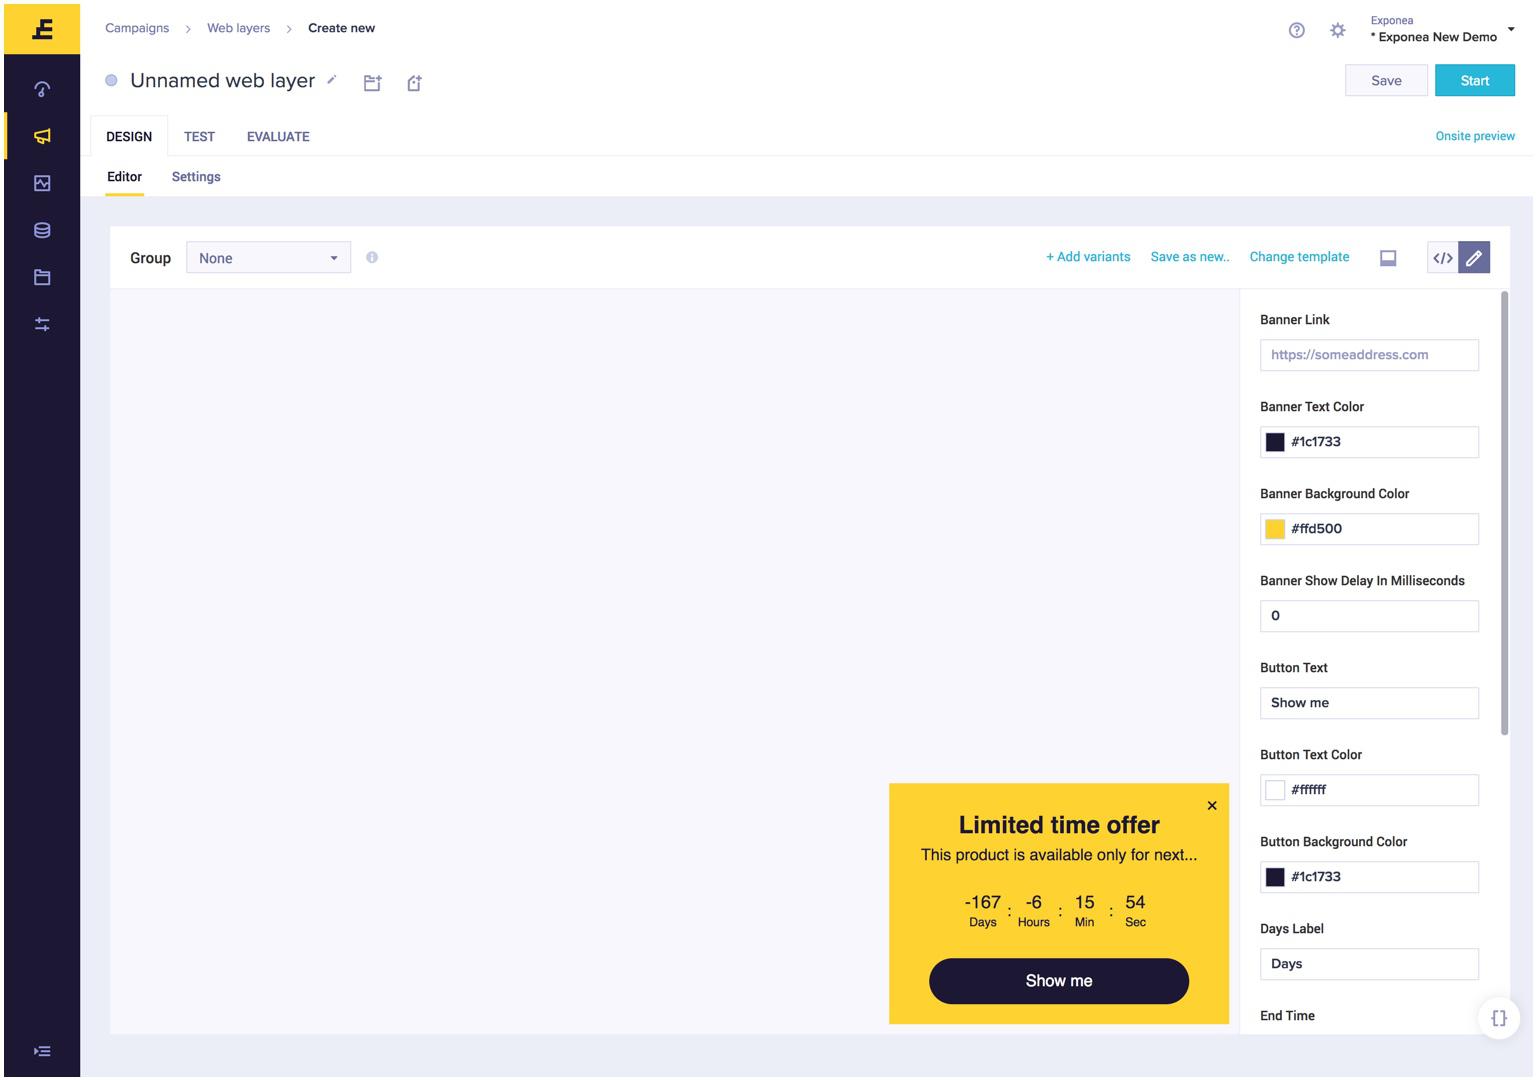 Campaigns > Web layers > Create new
Exponea
* Exponea New Demo
Unnamed web layer
Save
Start
DESIGN
TEST
EVALUATE
Onsite preview
Editor
Settings
Group
None
+ Add variants
Save as new..
Change template
</>
Banner Link
https://someaddress.com
Banner Text Color
#1c1733
Banner Background Color
#ffd500
Banner Show Delay In Milliseconds
0
Button Text
Show me
Button Text Color
#ffffff
Button Background Color
#1c1733
Days Label
Days
End Time
{}
×
Limited time offer
This product is available only for next...
-167 : -6 : 15 : 54
Days Hours Min Sec
Show me